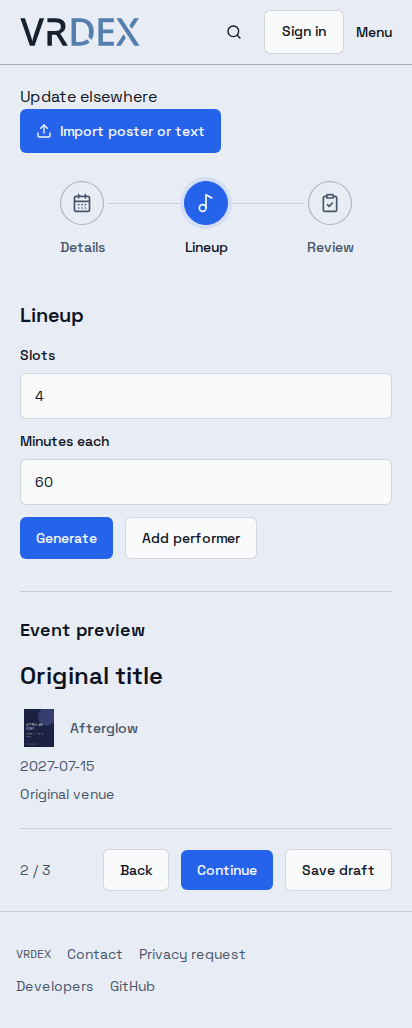 VRDEX
Sign in
Menu
Update elsewhere
Import poster or text
Details
Lineup
Review
Lineup
Slots
4
Minutes each
60
Generate
Add performer
Event preview
Original title
Afterglow
2027-07-15
Original venue
2 / 3
Back
Continue
Save draft
VRDEX
Contact
Privacy request
Developers
GitHub